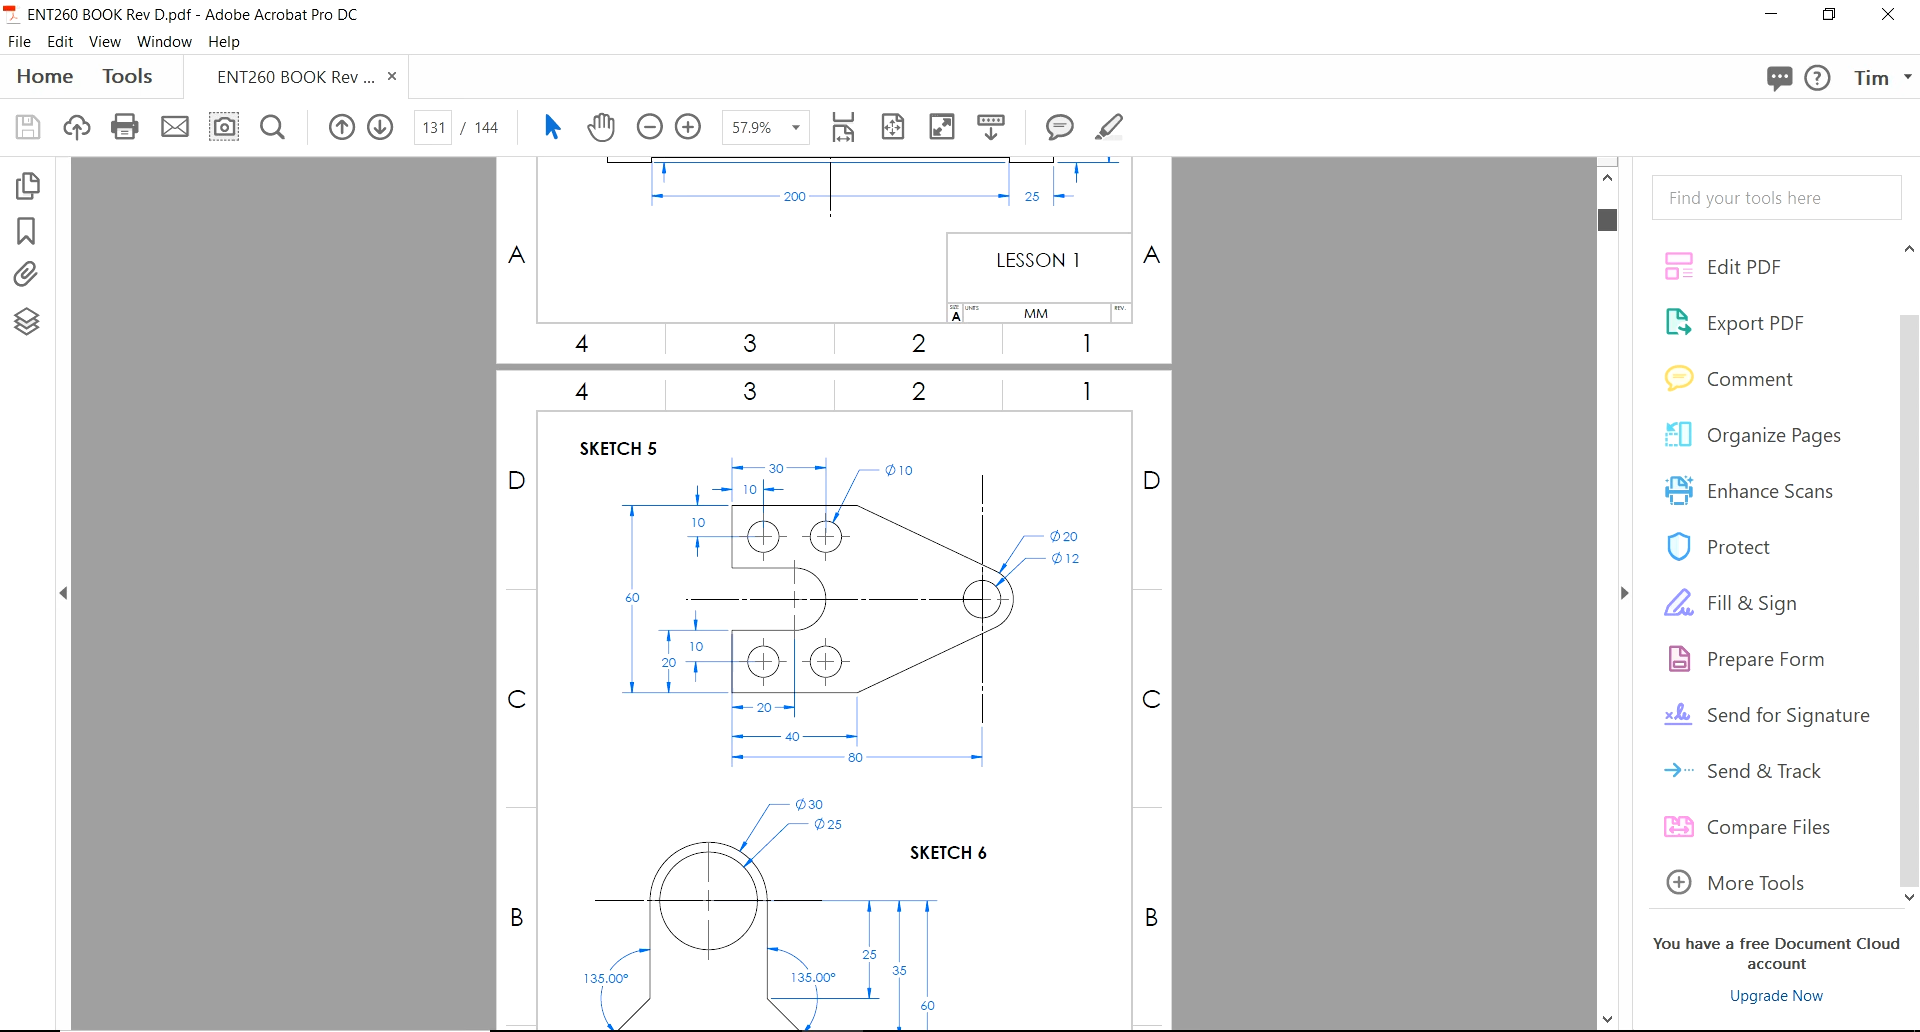 ENT260 BOOK Rev D.pdf - Adobe Acrobat Pro DC
File Edit View Window Help
Home Tools ENT260 BOOK Rev ... ×
Tim
131 / 144
57.9%
200 25
A A
LESSON 1
SIZE UNITS REV.
A MM
4 3 2 1
4 3 2 1
SKETCH 5
30 Ø10
D D
10
10
Ø20
Ø12
60
10
20
C C
20
40
80
Ø30
Ø25
SKETCH 6
B B
25
135.00° 135.00° 35
60
Find your tools here
Edit PDF
Export PDF
Comment
Organize Pages
Enhance Scans
Protect
Fill & Sign
Prepare Form
Send for Signature
Send & Track
Compare Files
More Tools
You have a free Document Cloud
account
Upgrade Now